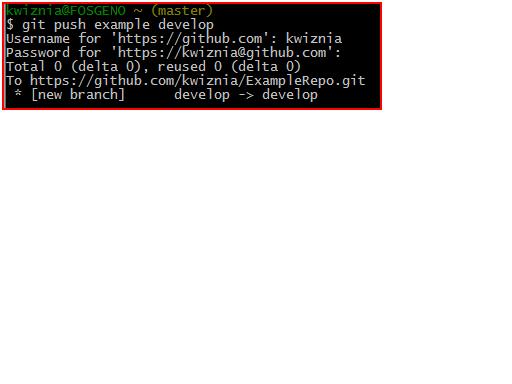 kwiznia@FOSGENO ~ (master)
$ git push example develop
Username for 'https://github.com': kwiznia
Password for 'https://kwiznia@github.com':
Total 0 (delta 0), reused 0 (delta 0)
To https://github.com/kwiznia/ExampleRepo.git
 * [new branch]      develop -> develop